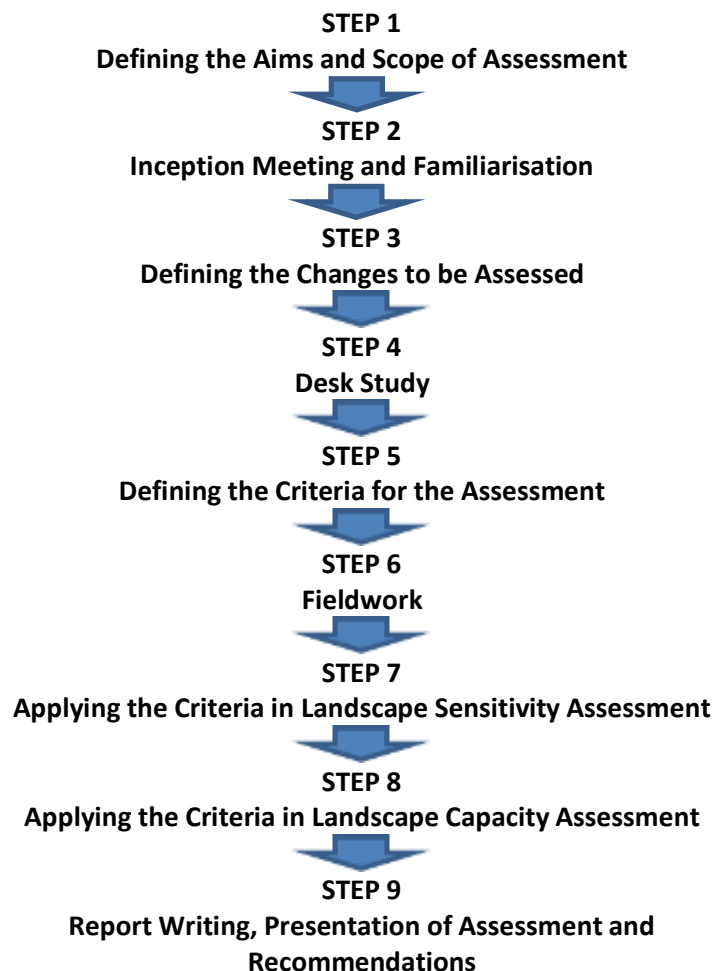 STEP 1
Defining the Aims and Scope of Assessment
STEP 2
Inception Meeting and Familiarisation
STEP 3
Defining the Changes to be Assessed
STEP 4
Desk Study
STEP 5
Defining the Criteria for the Assessment
STEP 6
Fieldwork
STEP 7
Applying the Criteria in Landscape Sensitivity Assessment
STEP 8
Applying the Criteria in Landscape Capacity Assessment
STEP 9
Report Writing, Presentation of Assessment and
Recommendations